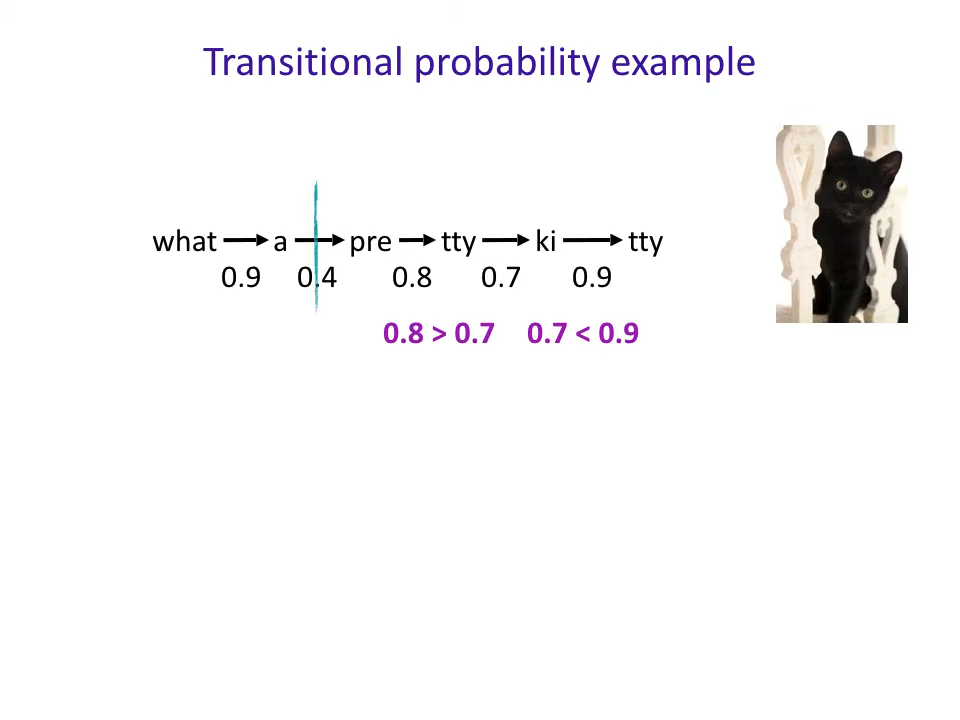 Transitional probability example
what a pre tty ki tty
0.9 0.4 0.8 0.7 0.9
0.8 > 0.7 0.7 < 0.9